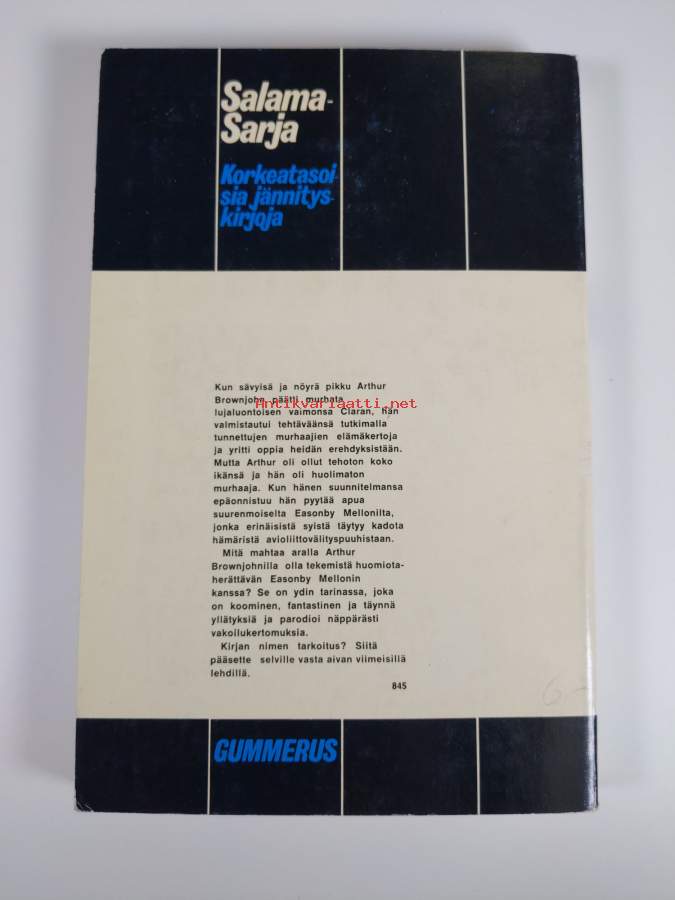 Salama-
Sarja
Korkeatasoi
sia jännitys-
kirjoja
Kun sävyisä ja nöyrä pikku Arthur
Brownjohn päätti murhata
Antikvariaatti.net
lujaluontoisen vaimonsa Claran, hän
valmistautui tehtäväänsä tutkimalla
tunnettujen murhaajien elämäkertoja
ja yritti oppia heidän erehdyksistään.
Mutta Arthur oli ollut tehoton koko
ikänsä ja hän oli huolimaton
murhaaja. Kun hänen suunnitelmansa
epäonnistuu hän pyytää apua
suurenmoiselta Easonby Mellonilta,
jonka erinäisistä syistä täytyy kadota
hämäristä avioliittovälityspuuhistaan.
Mitä mahtaa aralla Arthur
Brownjohnilla olla tekemistä huomiota-
herättävän Easonby Mellonin
kanssa? Se on ydin tarinassa, joka
on koominen, fantastinen ja täynnä
yllätyksiä ja parodioi näppärästi
vakoilukertomuksia.
Kirjan nimen tarkoitus? Siitä
pääsette selville vasta aivan viimeisillä
lehdillä.
845
6-
GUMMERUS